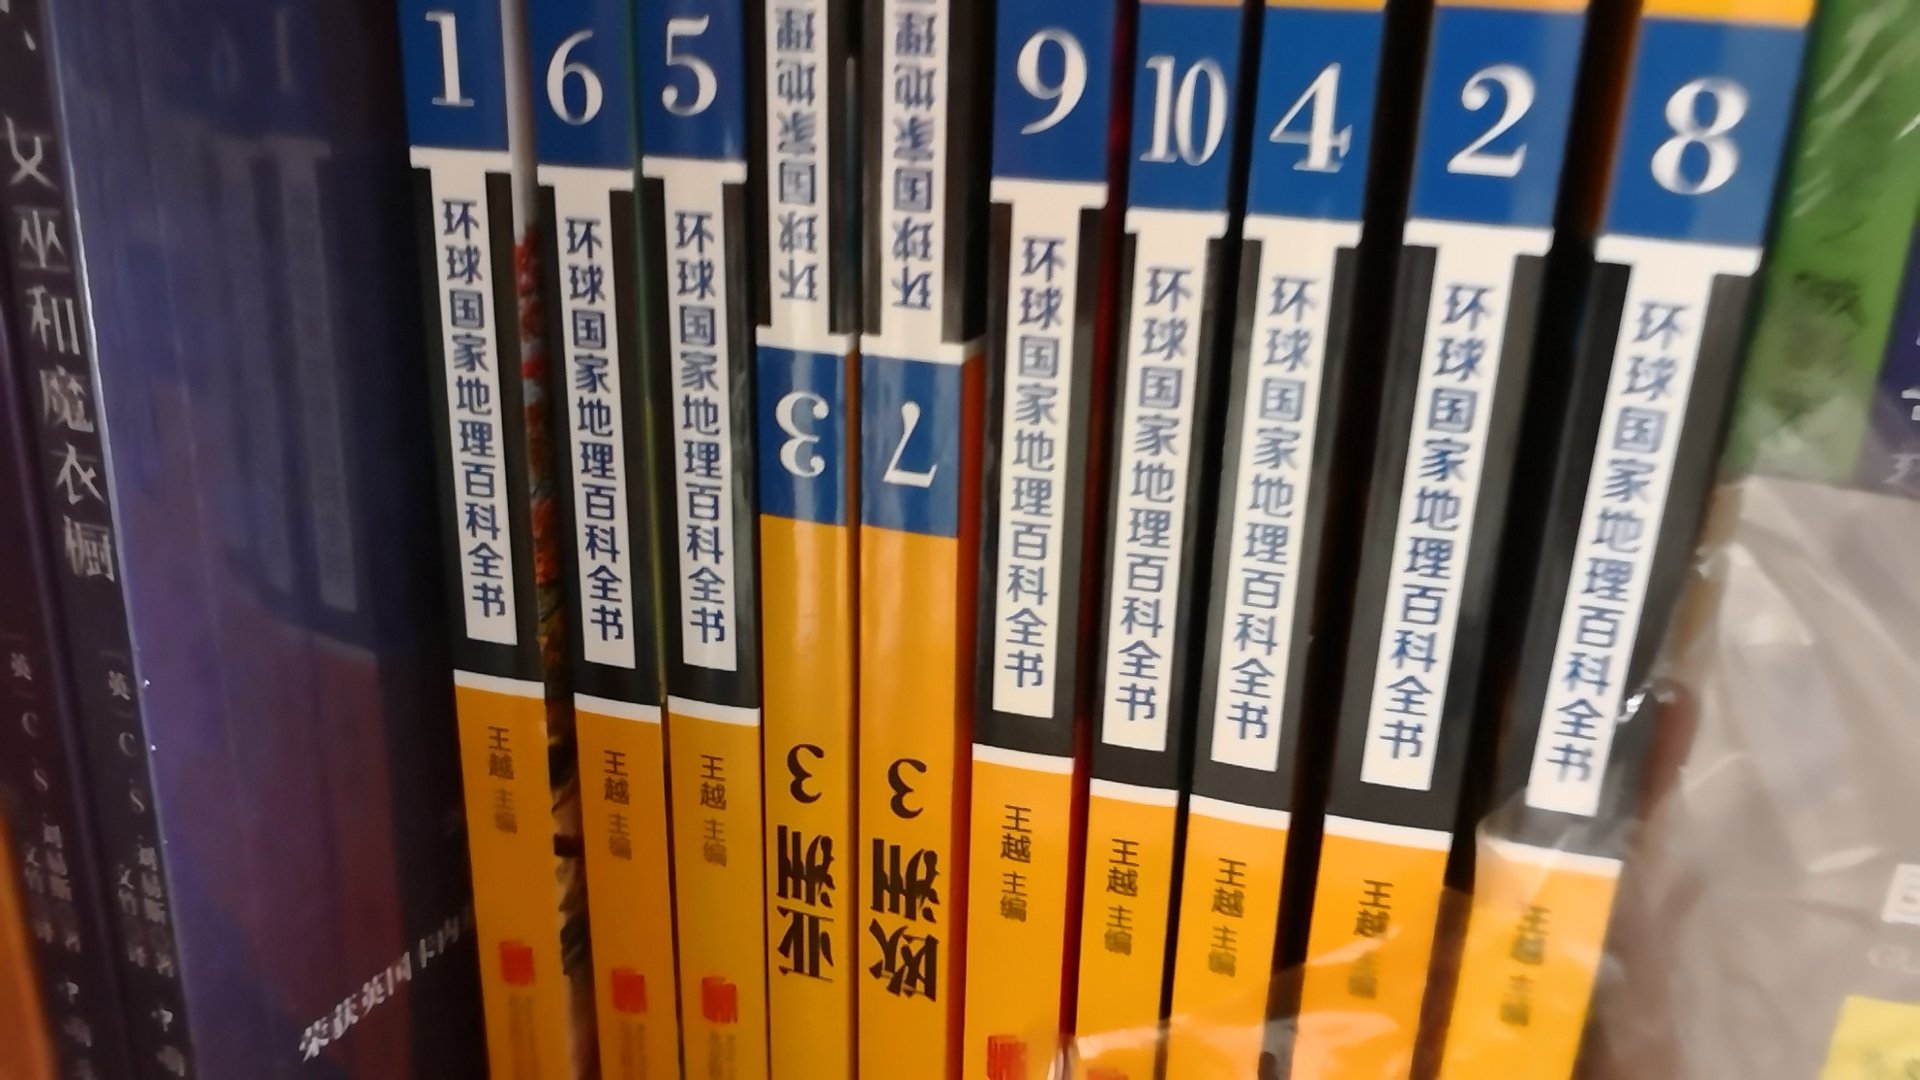 女巫和魔衣橱
1
环球国家地理百科全书
王越 主编
6
环球国家地理百科全书
王越 主编
5
环球国家地理百科全书
王越 主编
亚洲 3
3
环球国家地理
欧洲 3
7
环球国家地理
9
环球国家地理百科全书
王越 主编
10
环球国家地理百科全书
王越 主编
4
环球国家地理百科全书
王越 主编
2
环球国家地理百科全书
王越 主编
8
环球国家地理百科全书
王越 主编
荣获英国